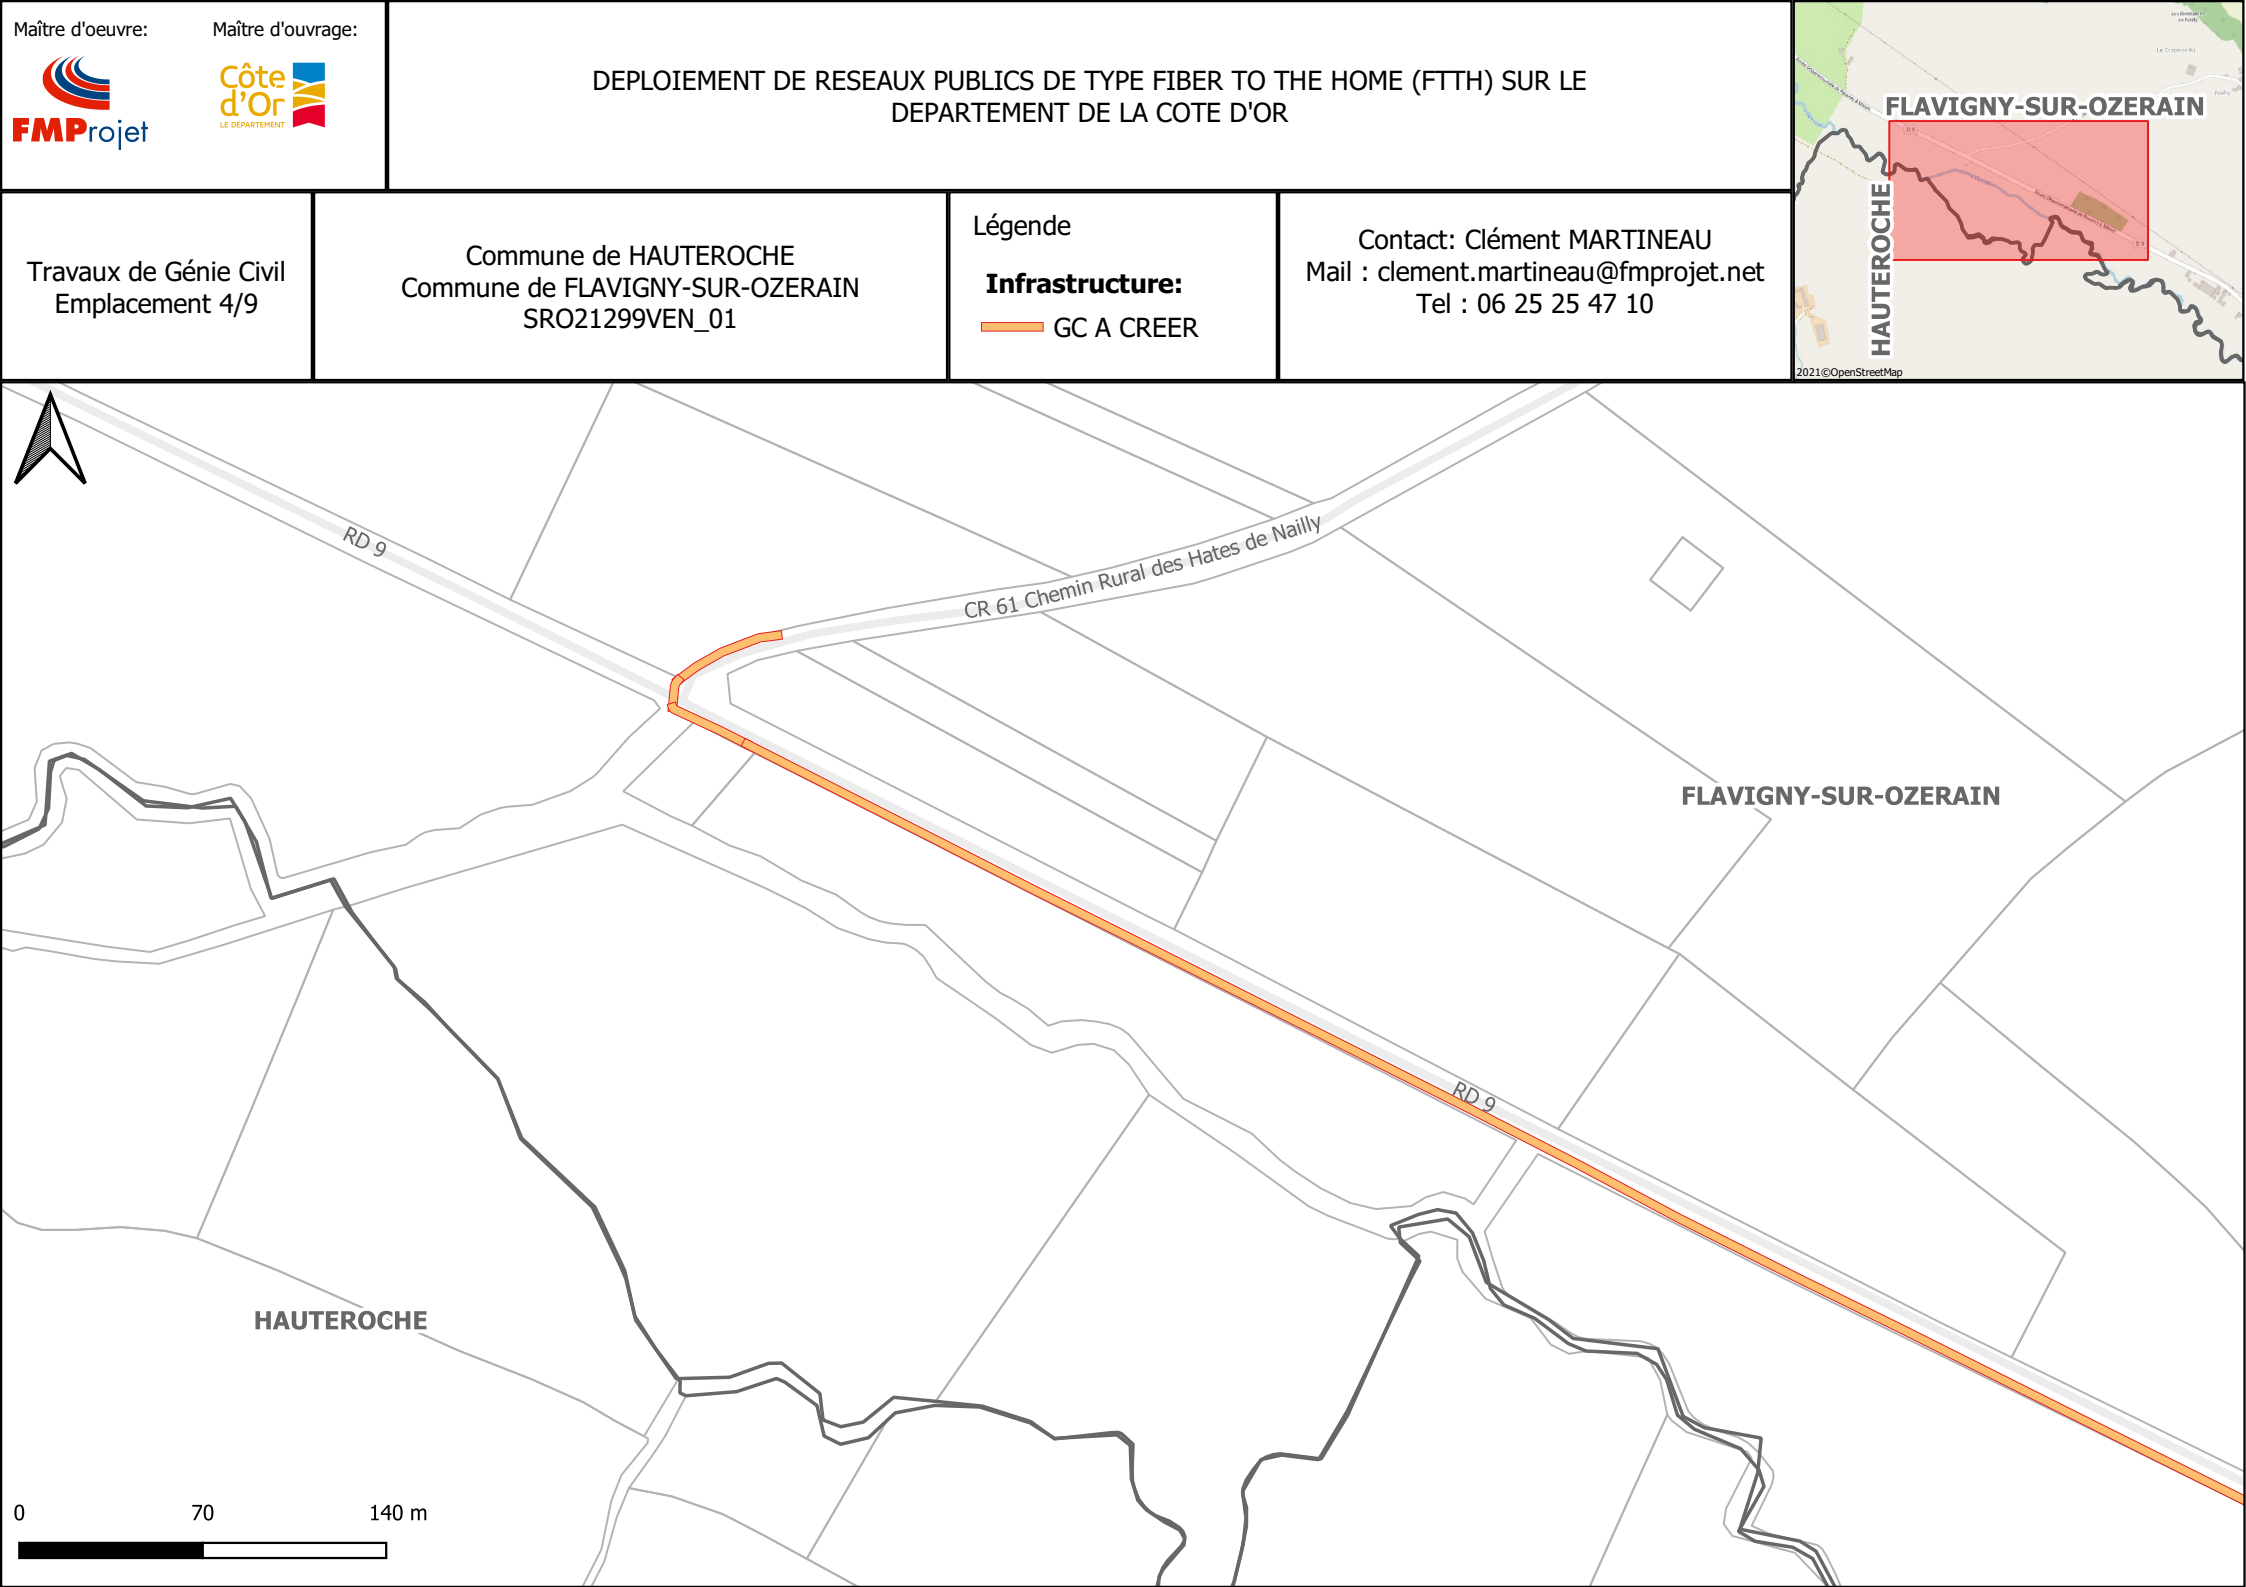 Maître d'oeuvre:
Maître d'ouvrage:
FMProjet
Côte
d'Or
LE DÉPARTEMENT
DEPLOIEMENT DE RESEAUX PUBLICS DE TYPE FIBER TO THE HOME (FTTH) SUR LE
DEPARTEMENT DE LA COTE D'OR
Travaux de Génie Civil
Emplacement 4/9
Commune de HAUTEROCHE
Commune de FLAVIGNY-SUR-OZERAIN
SRO21299VEN_01
Légende
Infrastructure:
GC A CREER
Contact: Clément MARTINEAU
Mail : clement.martineau@fmprojet.net
Tel : 06 25 25 47 10
FLAVIGNY-SUR-OZERAIN
D 9
D 9
HAUTEROCHE
2021©OpenStreetMap
RD 9
CR 61 Chemin Rural des Hates de Nailly
FLAVIGNY-SUR-OZERAIN
RD 9
HAUTEROCHE
0
70
140 m